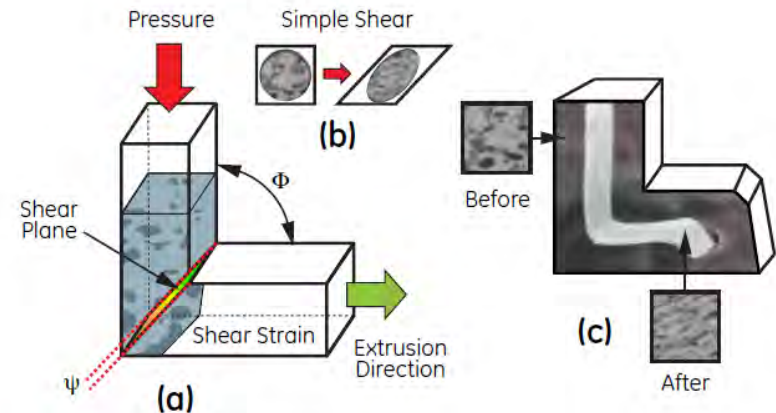 Pressure
Simple Shear
(b)
Φ
Shear
Plane
Before
Shear Strain
Extrusion
Direction
ψ
(a)
(c)
After